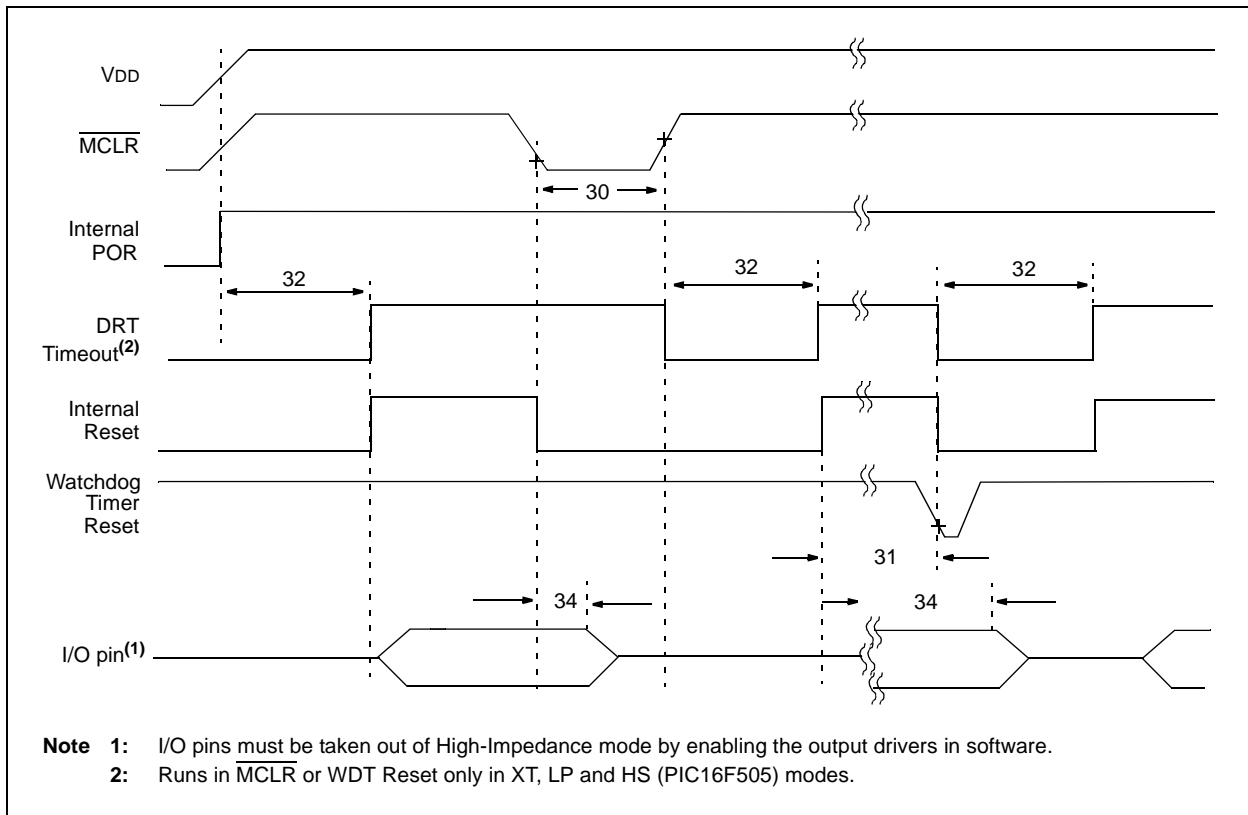 VDD
MCLR
30
Internal
POR
32
32
32
DRT
Timeout(2)
Internal
Reset
Watchdog
Timer
Reset
31
34
34
I/O pin(1)
Note 1: I/O pins must be taken out of High-Impedance mode by enabling the output drivers in software.
2: Runs in MCLR or WDT Reset only in XT, LP and HS (PIC16F505) modes.